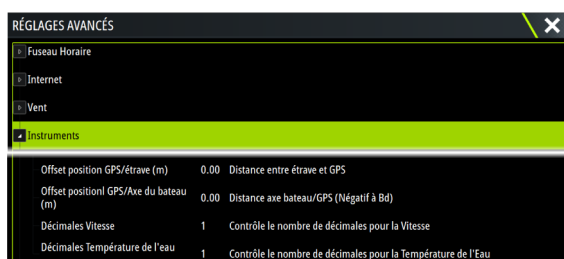 RÉGLAGES AVANCÉS
Fuseau Horaire
Internet
Vent
Instruments
Offset position GPS/étrave (m) 0.00 Distance entre étrave et GPS
Offset positionl GPS/Axe du bateau (m) 0.00 Distance axe bateau/GPS (Négatif à Bd)
Décimales Vitesse 1 Contrôle le nombre de décimales pour la Vitesse
Décimales Température de l'eau 1 Contrôle le nombre de décimales pour la Température de l'Eau